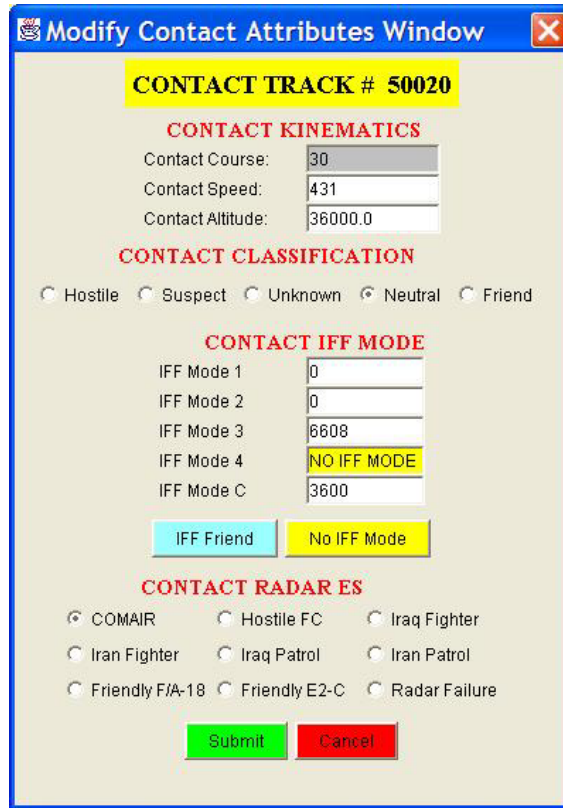 Modify Contact Attributes Window
CONTACT TRACK # 50020
CONTACT KINEMATICS
Contact Course: 30
Contact Speed: 431
Contact Altitude: 36000.0
CONTACT CLASSIFICATION
Hostile Suspect Unknown Neutral Friend
CONTACT IFF MODE
IFF Mode 1 0
IFF Mode 2 0
IFF Mode 3 6608
IFF Mode 4 NO IFF MODE
IFF Mode C 3600
IFF Friend No IFF Mode
CONTACT RADAR ES
COMAIR Hostile FC Iraq Fighter
Iran Fighter Iraq Patrol Iran Patrol
Friendly F/A-18 Friendly E2-C Radar Failure
Submit Cancel